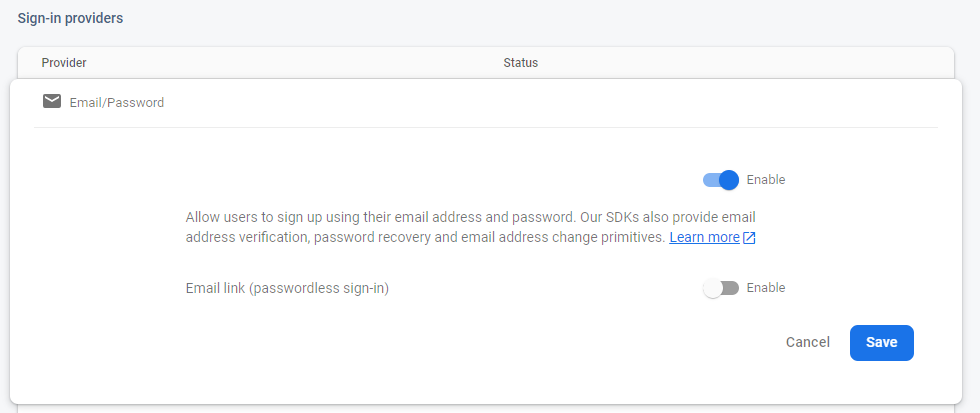 Sign-in providers
Provider Status
Email/Password
Enable
Allow users to sign up using their email address and password. Our SDKs also provide email
address verification, password recovery and email address change primitives. Learn more
Email link (passwordless sign-in) Enable
Cancel Save